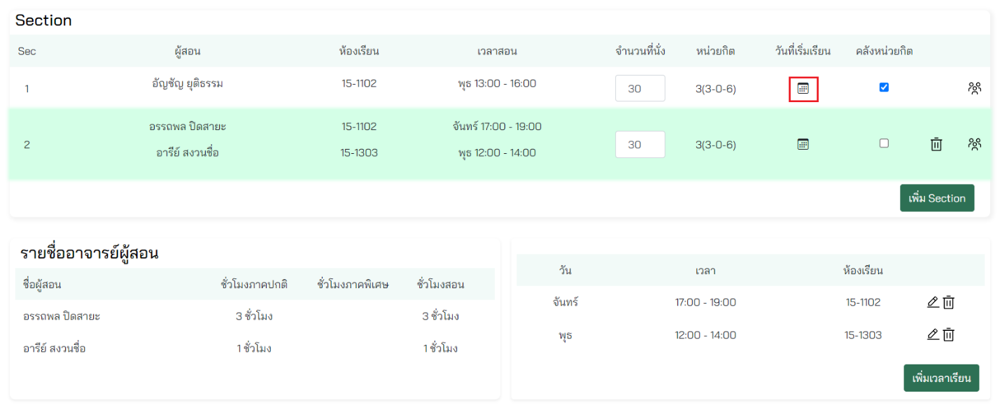 Section
Sec ผู้สอน ห้องเรียน เวลาสอน จำนวนที่นั่ง หน่วยกิต วันที่เริ่มเรียน คลังหน่วยกิต
1 อัญชัญ ยุติธรรม 15-1102 พุธ 13:00 - 16:00 30 3(3-0-6)
อรรถพล ปิดสายะ 15-1102 จันทร์ 17:00 - 19:00
2 30 3(3-0-6)
อารีย์ สงวนชื่อ 15-1303 พุธ 12:00 - 14:00
เพิ่ม Section
รายชื่ออาจารย์ผู้สอน
ชื่อผู้สอน ชั่วโมงภาคปกติ ชั่วโมงภาคพิเศษ ชั่วโมงสอน
อรรถพล ปิดสายะ 3 ชั่วโมง 3 ชั่วโมง
อารีย์ สงวนชื่อ 1 ชั่วโมง 1 ชั่วโมง
วัน เวลา ห้องเรียน
จันทร์ 17:00 - 19:00 15-1102
พุธ 12:00 - 14:00 15-1303
เพิ่มเวลาเรียน